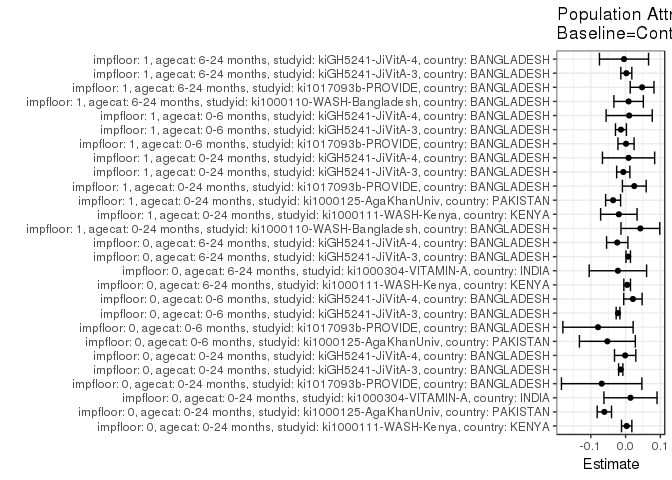 Population Attr
Baseline=Cont
impfloor: 1, agecat: 6-24 months, studyid: kiGH5241-JiVitA-4, country: BANGLADESH
impfloor: 1, agecat: 6-24 months, studyid: kiGH5241-JiVitA-3, country: BANGLADESH
impfloor: 1, agecat: 6-24 months, studyid: ki1017093b-PROVIDE, country: BANGLADESH
impfloor: 1, agecat: 6-24 months, studyid: ki1000110-WASH-Bangladesh, country: BANGLADESH
impfloor: 1, agecat: 0-6 months, studyid: kiGH5241-JiVitA-4, country: BANGLADESH
impfloor: 1, agecat: 0-6 months, studyid: kiGH5241-JiVitA-3, country: BANGLADESH
impfloor: 1, agecat: 0-6 months, studyid: ki1017093b-PROVIDE, country: BANGLADESH
impfloor: 1, agecat: 0-24 months, studyid: kiGH5241-JiVitA-4, country: BANGLADESH
impfloor: 1, agecat: 0-24 months, studyid: kiGH5241-JiVitA-3, country: BANGLADESH
impfloor: 1, agecat: 0-24 months, studyid: ki1017093b-PROVIDE, country: BANGLADESH
impfloor: 1, agecat: 0-24 months, studyid: ki1000125-AgaKhanUniv, country: PAKISTAN
impfloor: 1, agecat: 0-24 months, studyid: ki1000111-WASH-Kenya, country: KENYA
impfloor: 1, agecat: 0-24 months, studyid: ki1000110-WASH-Bangladesh, country: BANGLADESH
impfloor: 0, agecat: 6-24 months, studyid: kiGH5241-JiVitA-4, country: BANGLADESH
impfloor: 0, agecat: 6-24 months, studyid: kiGH5241-JiVitA-3, country: BANGLADESH
impfloor: 0, agecat: 6-24 months, studyid: ki1000304-VITAMIN-A, country: INDIA
impfloor: 0, agecat: 6-24 months, studyid: ki1000111-WASH-Kenya, country: KENYA
impfloor: 0, agecat: 0-6 months, studyid: kiGH5241-JiVitA-4, country: BANGLADESH
impfloor: 0, agecat: 0-6 months, studyid: kiGH5241-JiVitA-3, country: BANGLADESH
impfloor: 0, agecat: 0-6 months, studyid: ki1017093b-PROVIDE, country: BANGLADESH
impfloor: 0, agecat: 0-6 months, studyid: ki1000125-AgaKhanUniv, country: PAKISTAN
impfloor: 0, agecat: 0-24 months, studyid: kiGH5241-JiVitA-4, country: BANGLADESH
impfloor: 0, agecat: 0-24 months, studyid: kiGH5241-JiVitA-3, country: BANGLADESH
impfloor: 0, agecat: 0-24 months, studyid: ki1017093b-PROVIDE, country: BANGLADESH
impfloor: 0, agecat: 0-24 months, studyid: ki1000304-VITAMIN-A, country: INDIA
impfloor: 0, agecat: 0-24 months, studyid: ki1000125-AgaKhanUniv, country: PAKISTAN
impfloor: 0, agecat: 0-24 months, studyid: ki1000111-WASH-Kenya, country: KENYA
-0.1 0.0 0.1
Estimate